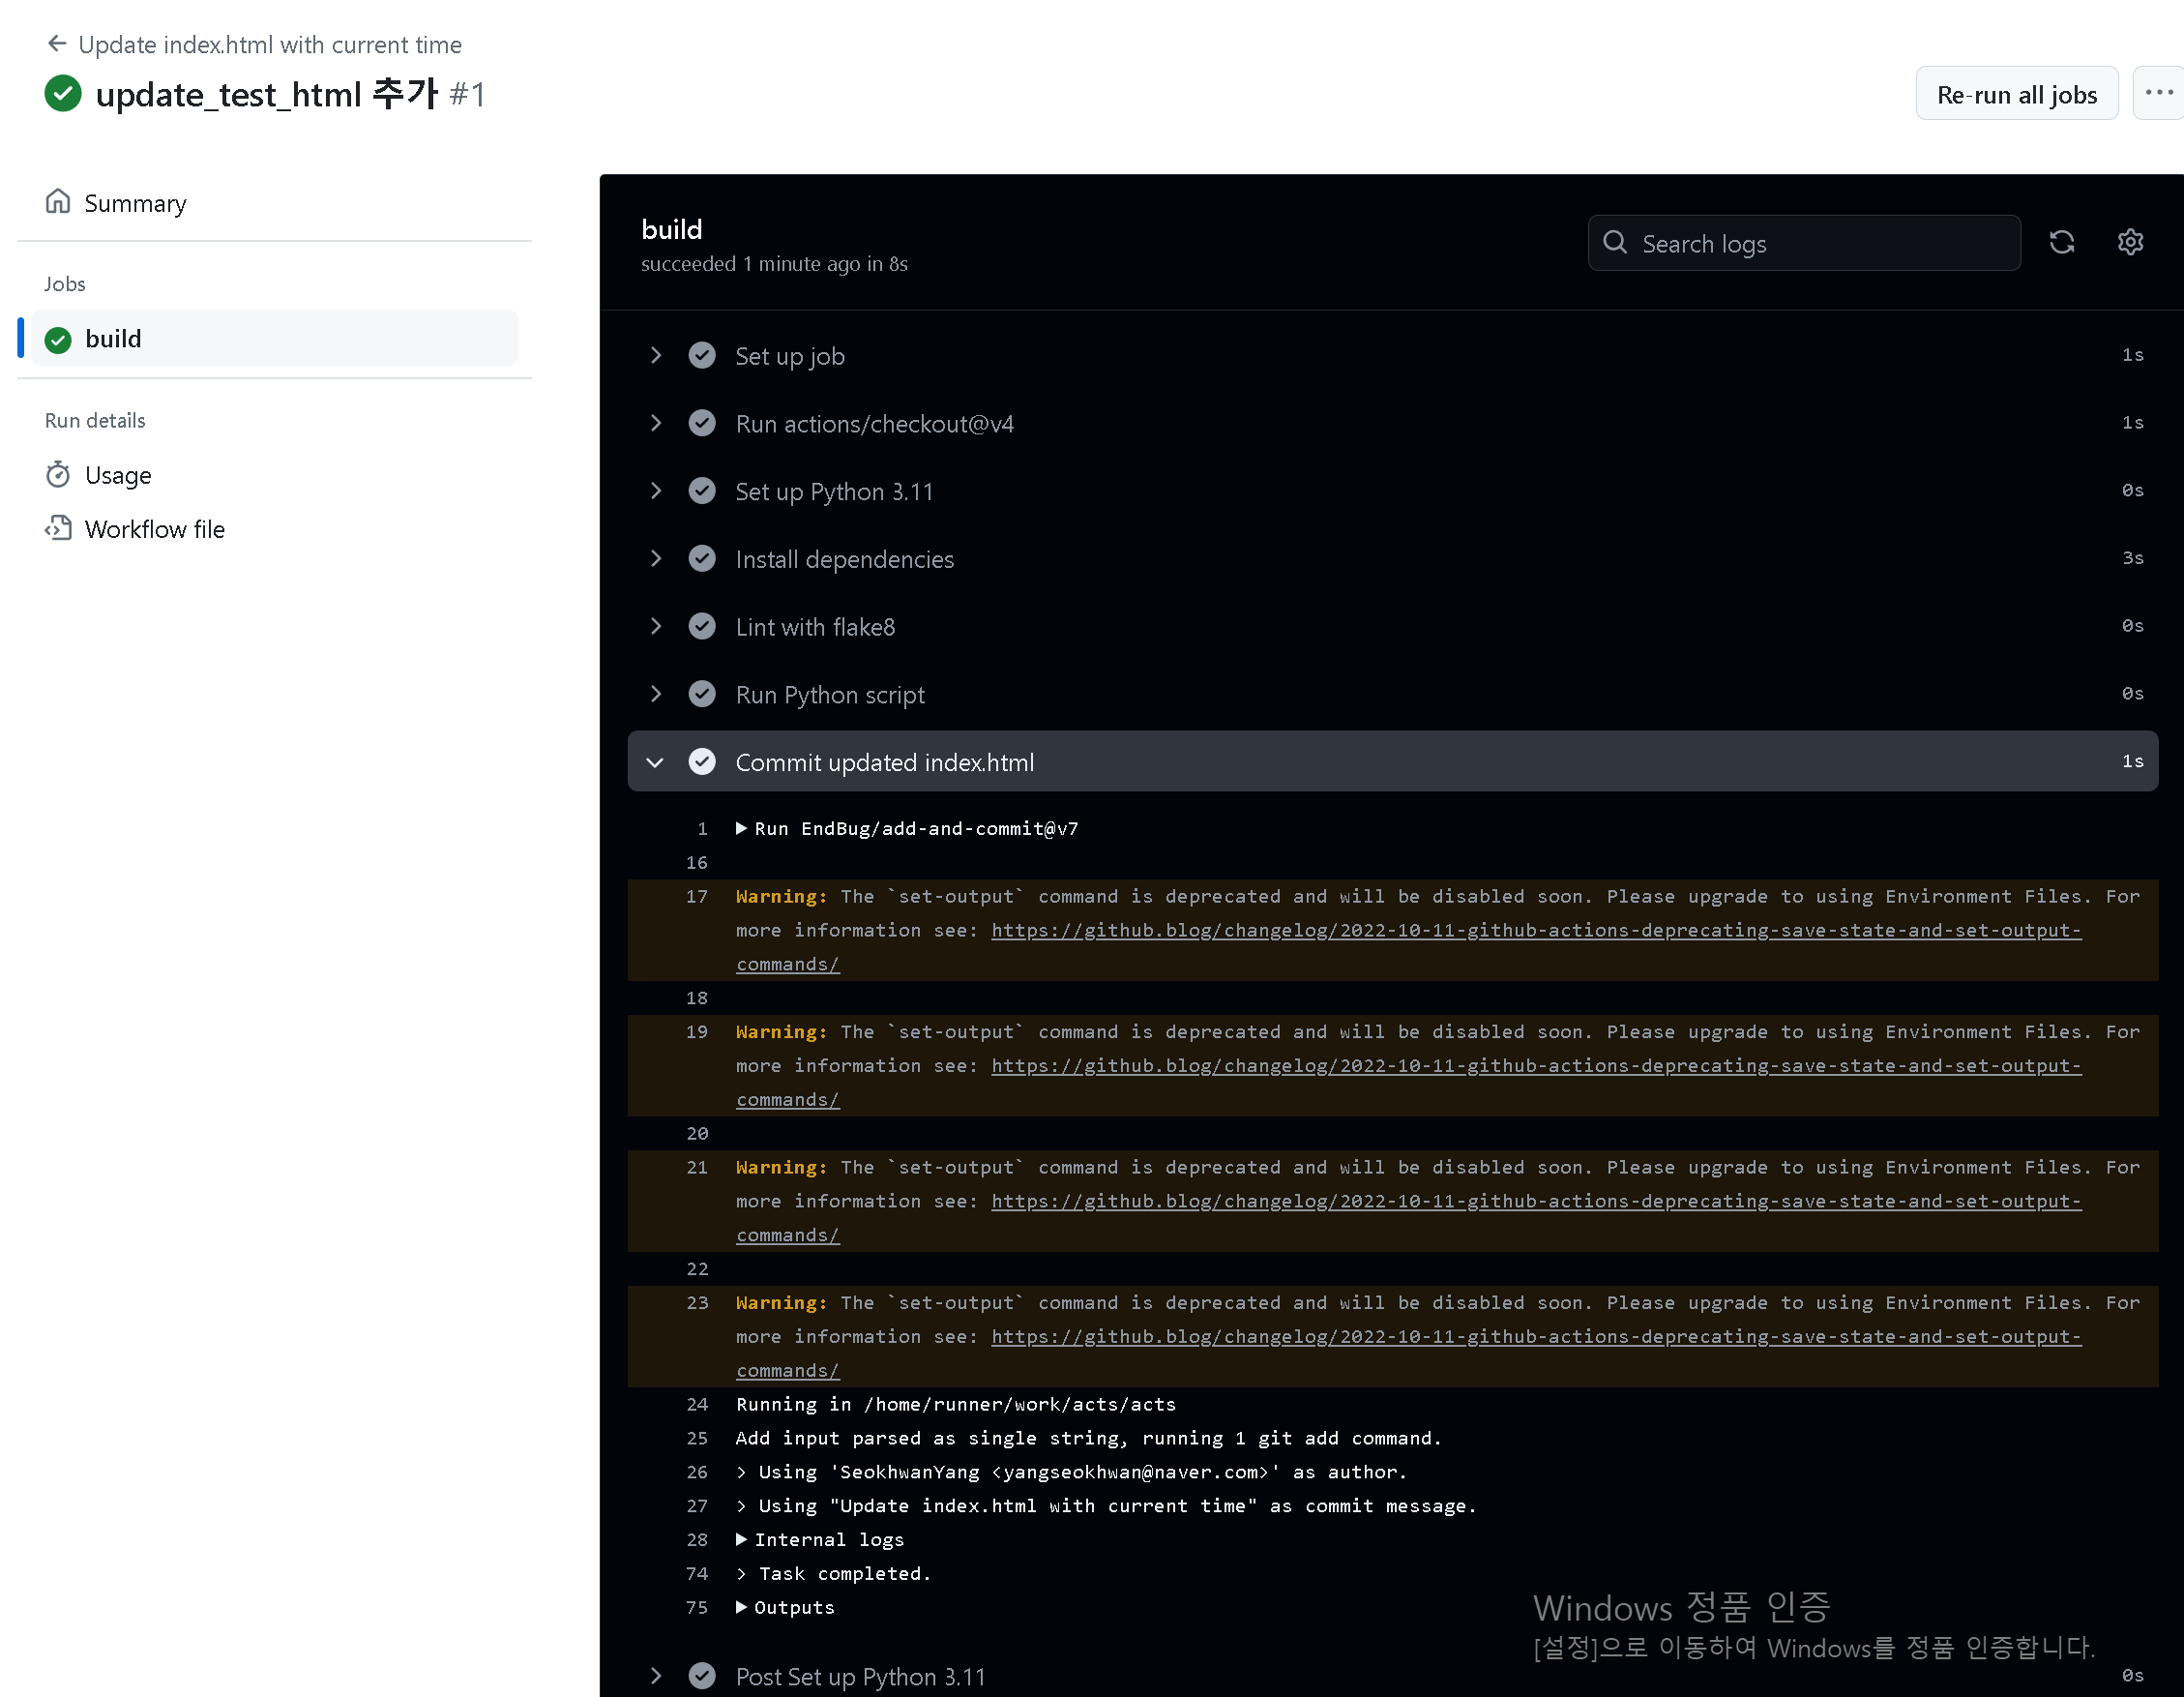 Update index.html with current time
update_test_html 추가 #1
Re-run all jobs
Summary
Jobs
build
Run details
Usage
Workflow file
build
succeeded 1 minute ago in 8s
Search logs
Set up job 1s
Run actions/checkout@v4 1s
Set up Python 3.11 0s
Install dependencies 3s
Lint with flake8 0s
Run Python script 0s
Commit updated index.html 1s
1 Run EndBug/add-and-commit@v7
16
17 Warning: The `set-output` command is deprecated and will be disabled soon. Please upgrade to using Environment Files. For
more information see: https://github.blog/changelog/2022-10-11-github-actions-deprecating-save-state-and-set-output-
commands/
18
19 Warning: The `set-output` command is deprecated and will be disabled soon. Please upgrade to using Environment Files. For
more information see: https://github.blog/changelog/2022-10-11-github-actions-deprecating-save-state-and-set-output-
commands/
20
21 Warning: The `set-output` command is deprecated and will be disabled soon. Please upgrade to using Environment Files. For
more information see: https://github.blog/changelog/2022-10-11-github-actions-deprecating-save-state-and-set-output-
commands/
22
23 Warning: The `set-output` command is deprecated and will be disabled soon. Please upgrade to using Environment Files. For
more information see: https://github.blog/changelog/2022-10-11-github-actions-deprecating-save-state-and-set-output-
commands/
24 Running in /home/runner/work/acts/acts
25 Add input parsed as single string, running 1 git add command.
26 > Using 'SeokhwanYang <yangseokhwan@naver.com>' as author.
27 > Using "Update index.html with current time" as commit message.
28 Internal logs
74 > Task completed.
75 Outputs
Windows 정품 인증
[설정]으로 이동하여 Windows를 정품 인증합니다.
Post Set up Python 3.11 0s